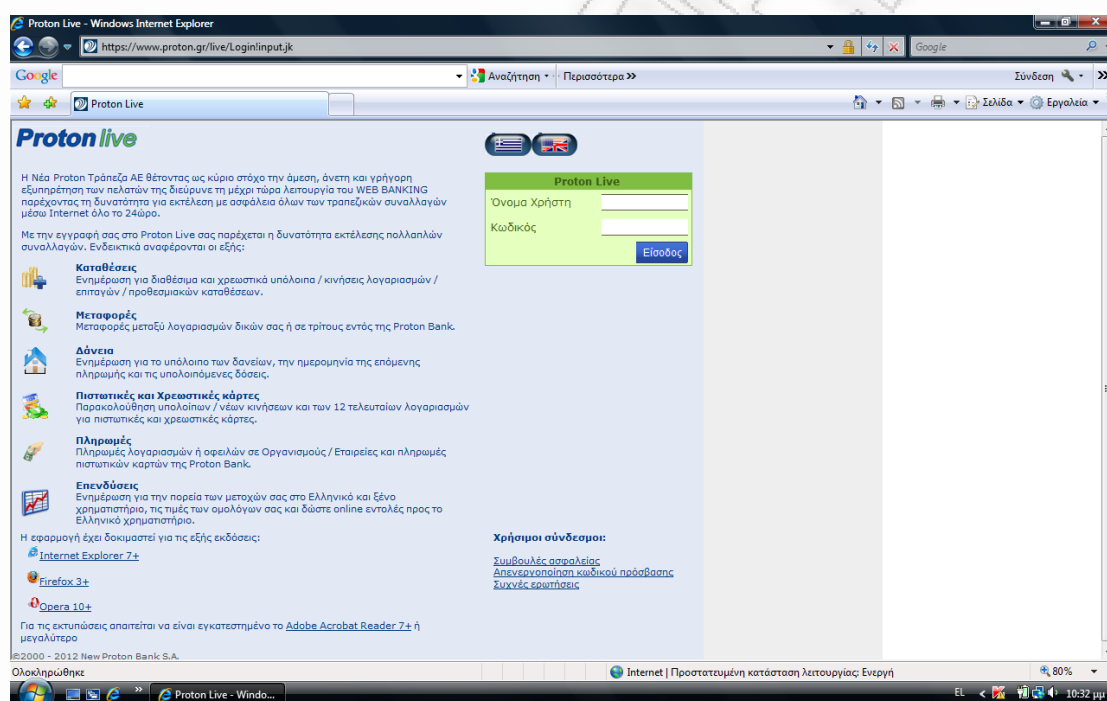 Proton Live - Windows Internet Explorer
https://www.proton.gr/live/Login!input.jk
Google
Google
Αναζήτηση
Περισσότερα >>
Σύνδεση
Proton Live
Σελίδα
Εργαλεία
Proton live
Η Νέα Proton Τράπεζα ΑΕ θέτοντας ως κύριο στόχο την άμεση, άνετη και γρήγορη
εξυπηρέτηση των πελατών της διεύρυνε τη μέχρι τώρα λειτουργία του WEB BANKING
παρέχοντας τη δυνατότητα για εκτέλεση με ασφάλεια όλων των τραπεζικών συναλλαγών
μέσω Internet όλο το 24ωρο.
Με την εγγραφή σας στο Proton Live σας παρέχεται η δυνατότητα εκτέλεσης πολλαπλών
συναλλαγών. Ενδεικτικά αναφέρονται οι εξής:
Καταθέσεις
Ενημέρωση για διαθέσιμα και χρεωστικά υπόλοιπα / κινήσεις λογαριασμών /
επιταγών / προθεσμιακών καταθέσεων.
Μεταφορές
Μεταφορές μεταξύ λογαριασμών δικών σας ή σε τρίτους εντός της Proton Bank.
Δάνεια
Ενημέρωση για το υπόλοιπο των δανείων, την ημερομηνία της επόμενης
πληρωμής και τις υπολοιπόμενες δόσεις.
Πιστωτικές και Χρεωστικές κάρτες
Παρακολούθηση υπολοίπων / νέων κινήσεων και των 12 τελευταίων λογαριασμών
για πιστωτικές και χρεωστικές κάρτες.
Πληρωμές
Πληρωμές λογαριασμών ή οφειλών σε Οργανισμούς / Εταιρείες και πληρωμές
πιστωτικών καρτών της Proton Bank.
Επενδύσεις
Ενημέρωση για την πορεία των μετοχών σας στο Ελληνικό και ξένο
χρηματιστήριο, τις τιμές των ομολόγων σας και δώστε online εντολές προς το
Ελληνικό χρηματιστήριο.
Η εφαρμογή έχει δοκιμαστεί για τις εξής εκδόσεις:
Internet Explorer 7+
Firefox 3+
Opera 10+
Για τις εκτυπώσεις απαιτείται να είναι εγκατεστημένο το Adobe Acrobat Reader 7+ ή
μεγαλύτερο
©2000 - 2012 New Proton Bank S.A.
Proton Live
Όνομα Χρήστη
Κωδικός
Είσοδος
Χρήσιμοι σύνδεσμοι:
Συμβουλές ασφαλείας
Απενεργοποίηση κωδικού πρόσβασης
Συχνές ερωτήσεις
Ολοκληρώθηκε
Internet | Προστατευμένη κατάσταση λειτουργίας: Ενεργή
80%
Proton Live - Windo...
EL
10:32 μμ